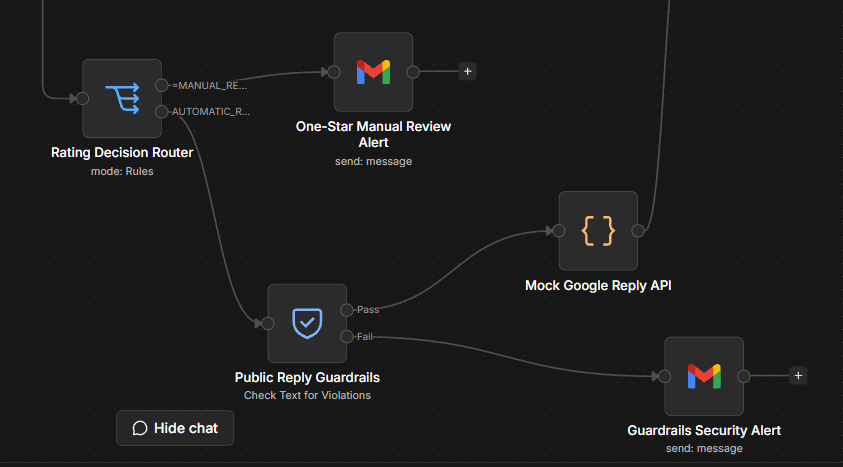 =MANUAL_RE...
AUTOMATIC_R...
Rating Decision Router
mode: Rules
One-Star Manual Review
Alert
send: message
Mock Google Reply API
Pass
Fail
Public Reply Guardrails
Check Text for Violations
Hide chat
Guardrails Security Alert
send: message